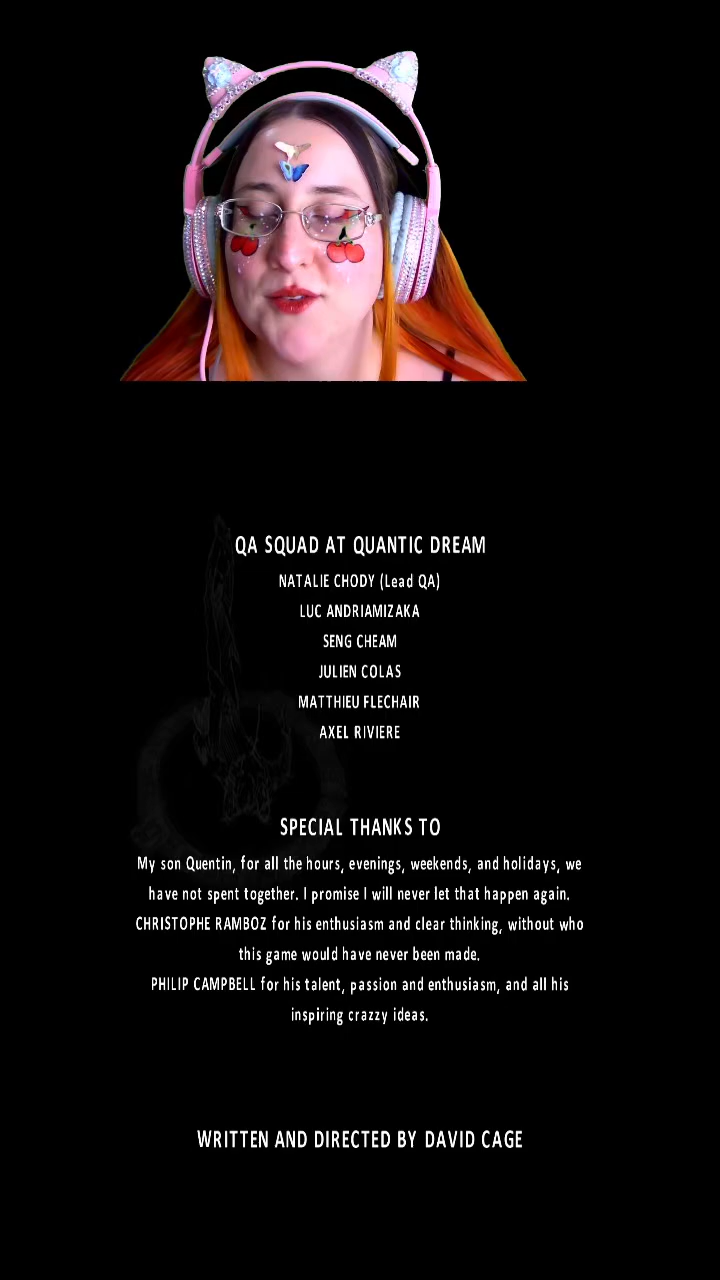 QA SQUAD AT QUANTIC DREAM
NATALIE CHODY (Lead QA)
LUC ANDRIAMIZAKA
SENG CHEAM
JULIEN COLAS
MATTHIEU FLECHAIR
AXEL RIVIERE
SPECIAL THANKS TO
My son Quentin, for all the hours, evenings, weekends, and holidays, we
have not spent together. I promise I will never let that happen again.
CHRISTOPHE RAMBOZ for his enthusiasm and clear thinking, without who
this game would have never been made.
PHILIP CAMPBELL for his talent, passion and enthusiasm, and all his
inspiring crazzy ideas.
WRITTEN AND DIRECTED BY DAVID CAGE